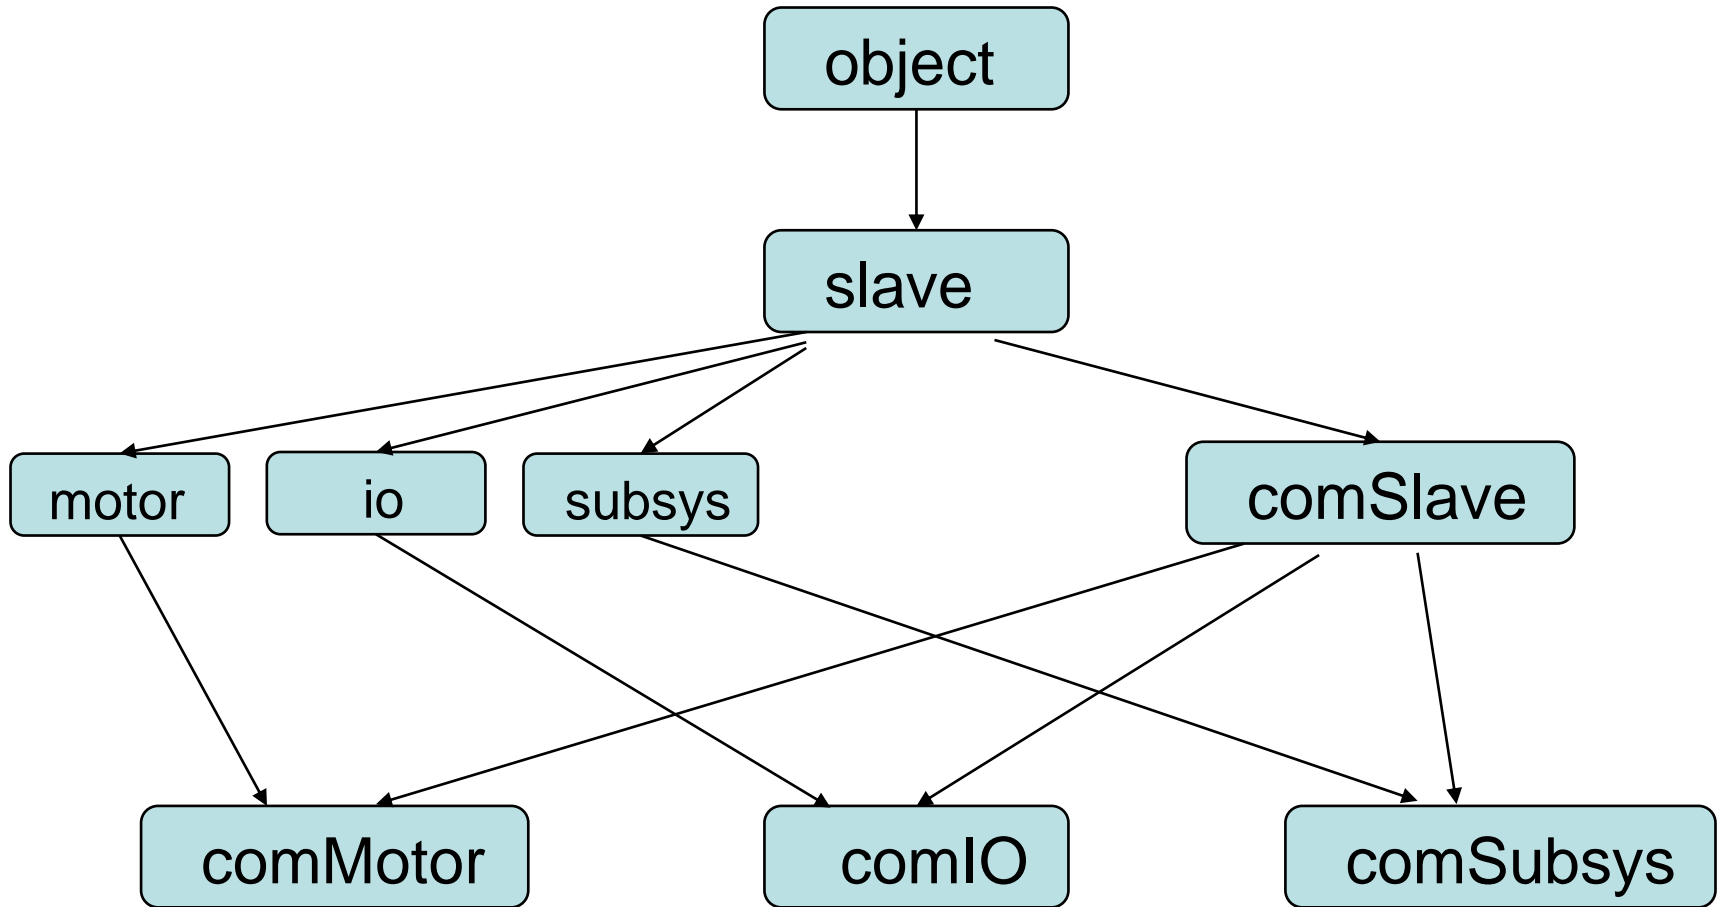 object
slave
motor
io
subsys
comSlave
comMotor
comIO
comSubsys